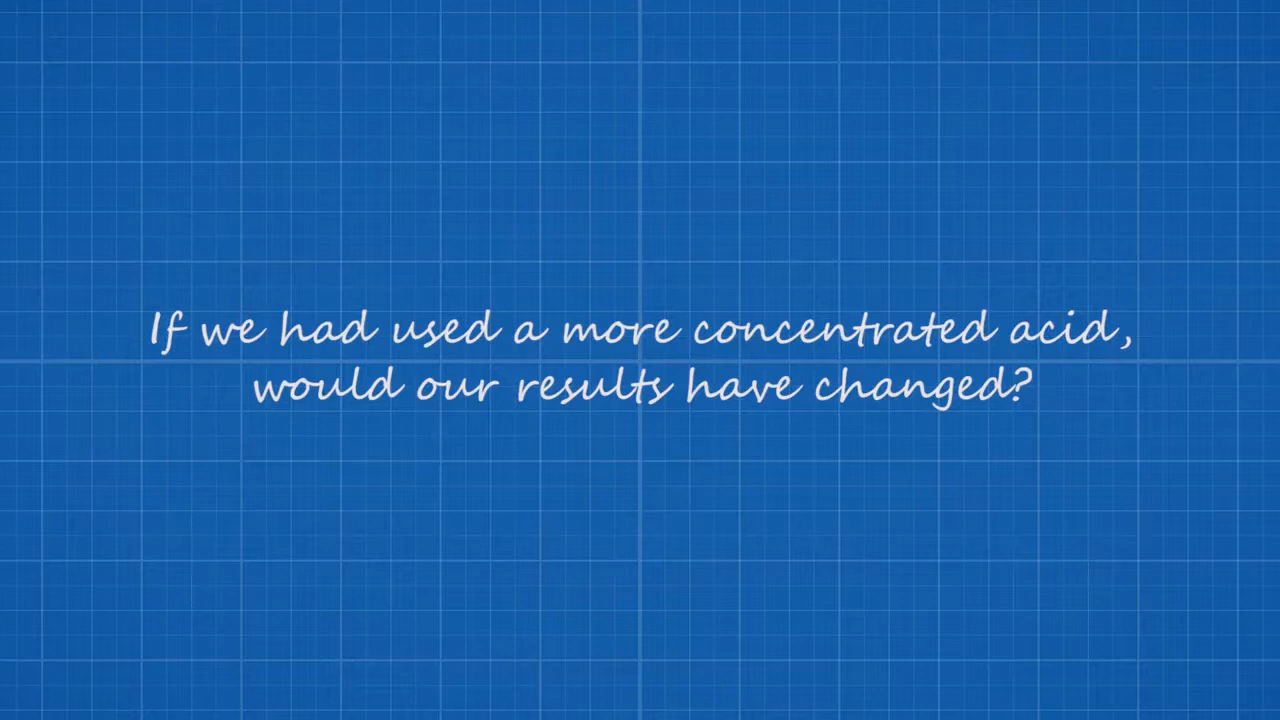 If we had used a more concentrated acid,
would our results have changed?